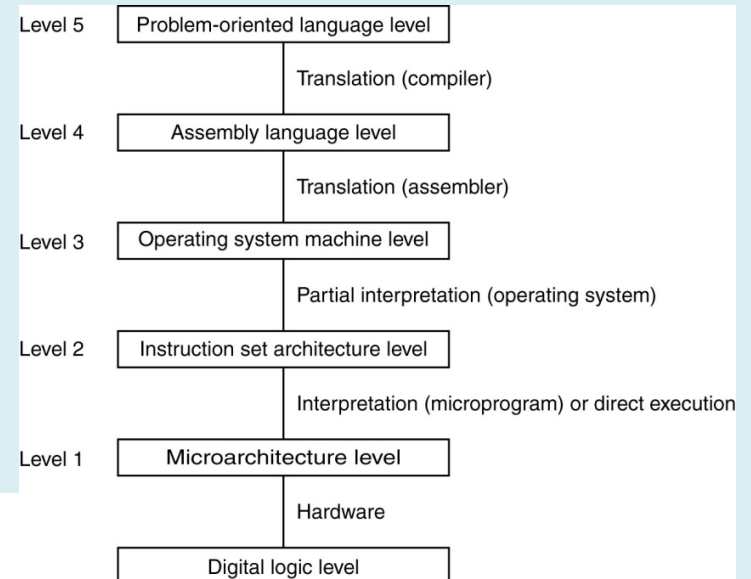 Level 5 Problem-oriented language level
Translation (compiler)
Level 4 Assembly language level
Translation (assembler)
Level 3 Operating system machine level
Partial interpretation (operating system)
Level 2 Instruction set architecture level
Interpretation (microprogram) or direct execution
Level 1 Microarchitecture level
Hardware
Digital logic level